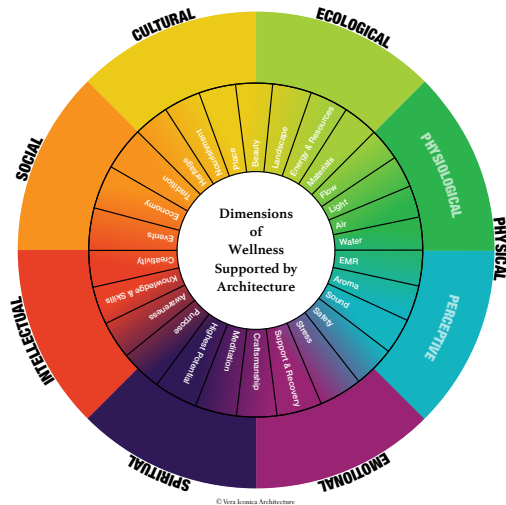 CULTURAL
ECOLOGICAL
PHYSIOLOGICAL
PHYSICAL
PERCEPTIVE
EMOTIONAL
SPIRITUAL
INTELLECTUAL
SOCIAL
Beauty
Landscape
Energy & Resources
Materials
Flow
Light
Air
Water
EMR
Aroma
Sound
Safety
Stress
Support & Recovery
Craftsmanship
Meditation
Highest Potential
Purpose
Awareness
Knowledge & Skills
Creativity
Events
Economy
Tradition
Heritage
Nourishment
Place
Dimensions
of
Wellness
Supported by
Architecture
© Vera Iconica Architecture